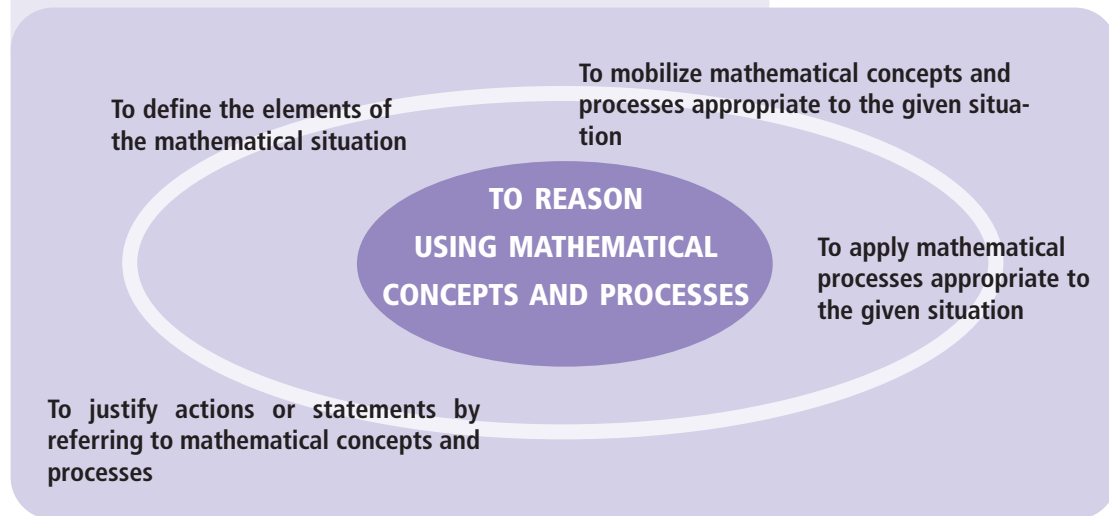 To define the elements of
the mathematical situation
To mobilize mathematical concepts and
processes appropriate to the given situa-
tion
TO REASON
USING MATHEMATICAL
CONCEPTS AND PROCESSES
To apply mathematical
processes appropriate to
the given situation
To justify actions or statements by
referring to mathematical concepts and
processes